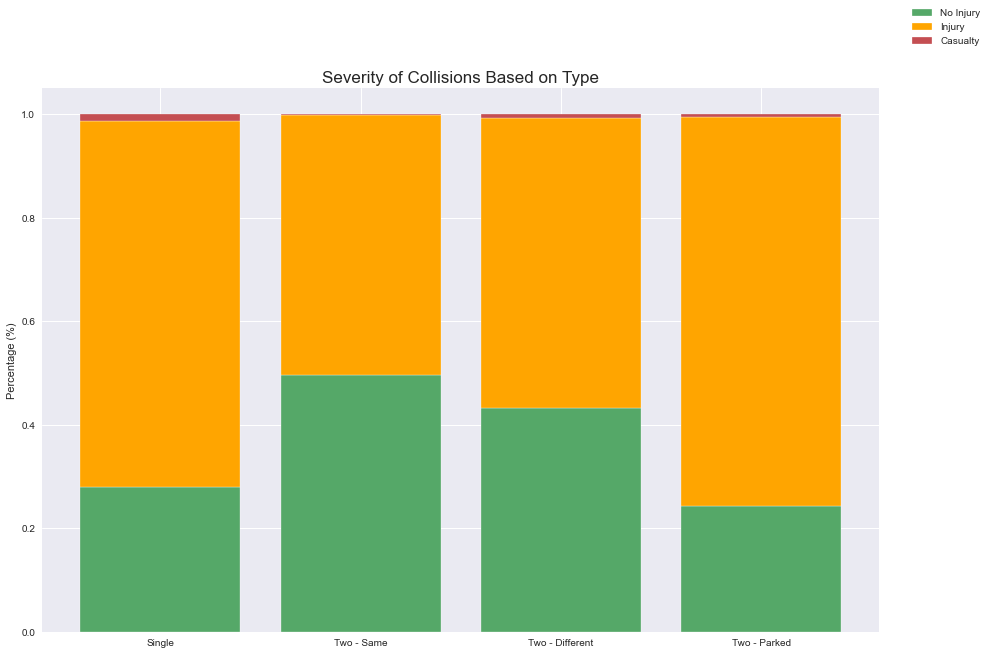 No Injury
Injury
Casualty
Severity of Collisions Based on Type
Percentage (%)
1.0
0.8
0.6
0.4
0.2
0.0
Single
Two - Same
Two - Different
Two - Parked